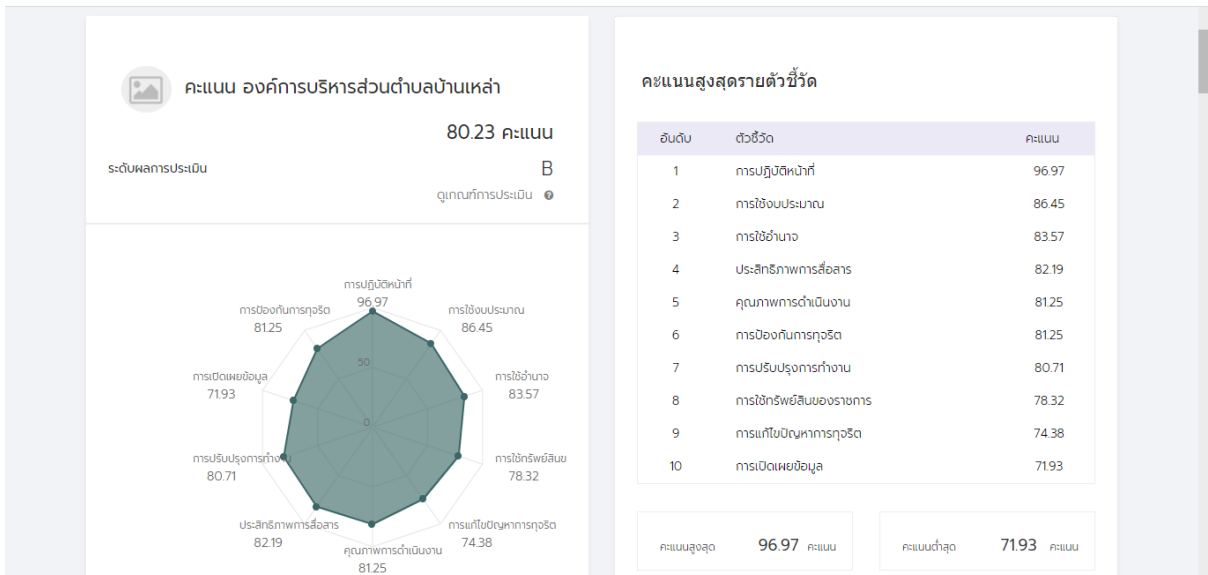 คะแนน องค์การบริหารส่วนตำบลบ้านเหล่า
80.23 คะแนน
ระดับผลการประเมิน B
ดูเกณฑ์การประเมิน ?
การปฏิบัติหน้าที่
96.97
การใช้งบประมาณ
86.45
การใช้อำนาจ
83.57
การใช้ทรัพย์สินข
78.32
การแก้ไขปัญหาการทุจริต
74.38
คุณภาพการดำเนินงาน
81.25
ประสิทธิภาพการสื่อสาร
82.19
การปรับปรุงการทำงาน
80.71
การเปิดเผยข้อมูล
71.93
การป้องกันการทุจริต
81.25
50
0
คะแนนสูงสุดรายตัวชี้วัด
อันดับ ตัวชี้วัด คะแนน
1 การปฏิบัติหน้าที่ 96.97
2 การใช้งบประมาณ 86.45
3 การใช้อำนาจ 83.57
4 ประสิทธิภาพการสื่อสาร 82.19
5 คุณภาพการดำเนินงาน 81.25
6 การป้องกันการทุจริต 81.25
7 การปรับปรุงการทำงาน 80.71
8 การใช้ทรัพย์สินของราชการ 78.32
9 การแก้ไขปัญหาการทุจริต 74.38
10 การเปิดเผยข้อมูล 71.93
คะแนนสูงสุด 96.97 คะแนน
คะแนนต่ำสุด 71.93 คะแนน